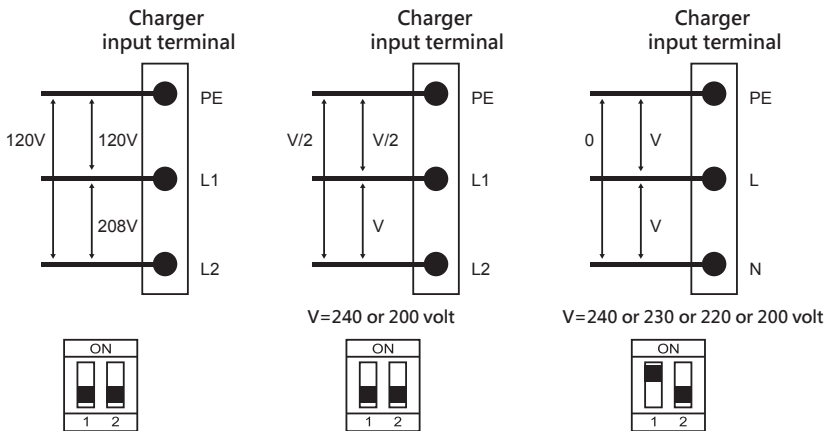 Charger
input terminal
PE
120V
120V
L1
208V
L2
ON
1 2
Charger
input terminal
PE
V/2
V/2
L1
V
L2
V=240 or 200 volt
ON
1 2
Charger
input terminal
PE
0
V
L
V
N
V=240 or 230 or 220 or 200 volt
ON
1 2